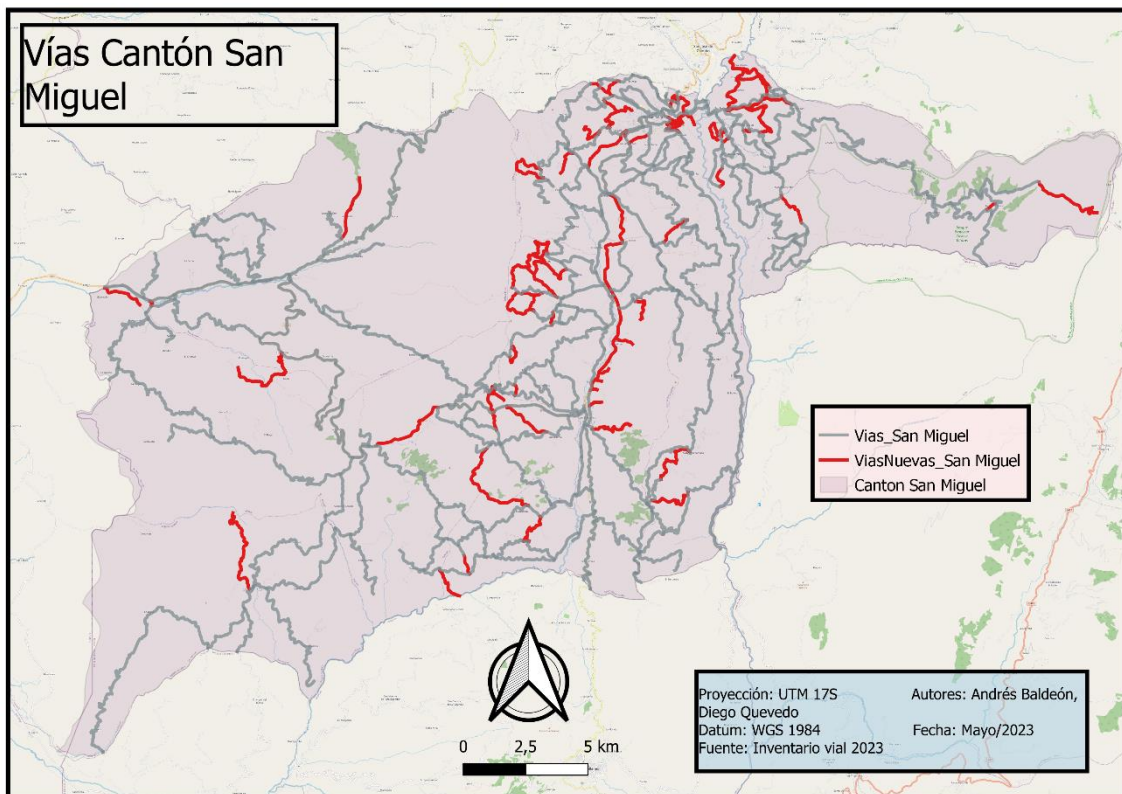 Vías Cantón San
Miguel
Vias_San Miguel
ViasNuevas_San Miguel
Canton San Miguel
0 2,5 5 km
Proyección: UTM 17S Autores: Andrés Baldeón,
Diego Quevedo
Datum: WGS 1984 Fecha: Mayo/2023
Fuente: Inventario vial 2023